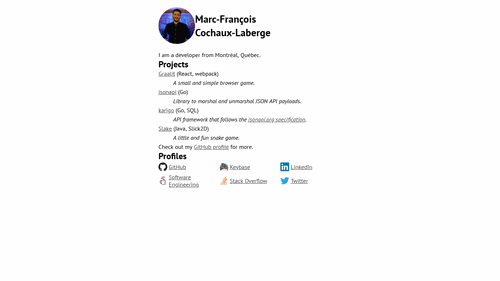 Marc-François
Cochaux-Laberge
I am a developer from Montréal, Québec.
Projects
Graalit (React, webpack)
A small and simple browser game.
jsonapi (Go)
Library to marshal and unmarshal JSON API payloads.
karigo (Go, SQL)
API framework that follows the jsonapi.org specification.
Slake (Java, Slick2D)
A little and fun snake game.
Check out my GitHub profile for more.
Profiles
GitHub
Keybase
LinkedIn
Software
Engineering
Stack Overflow
Twitter